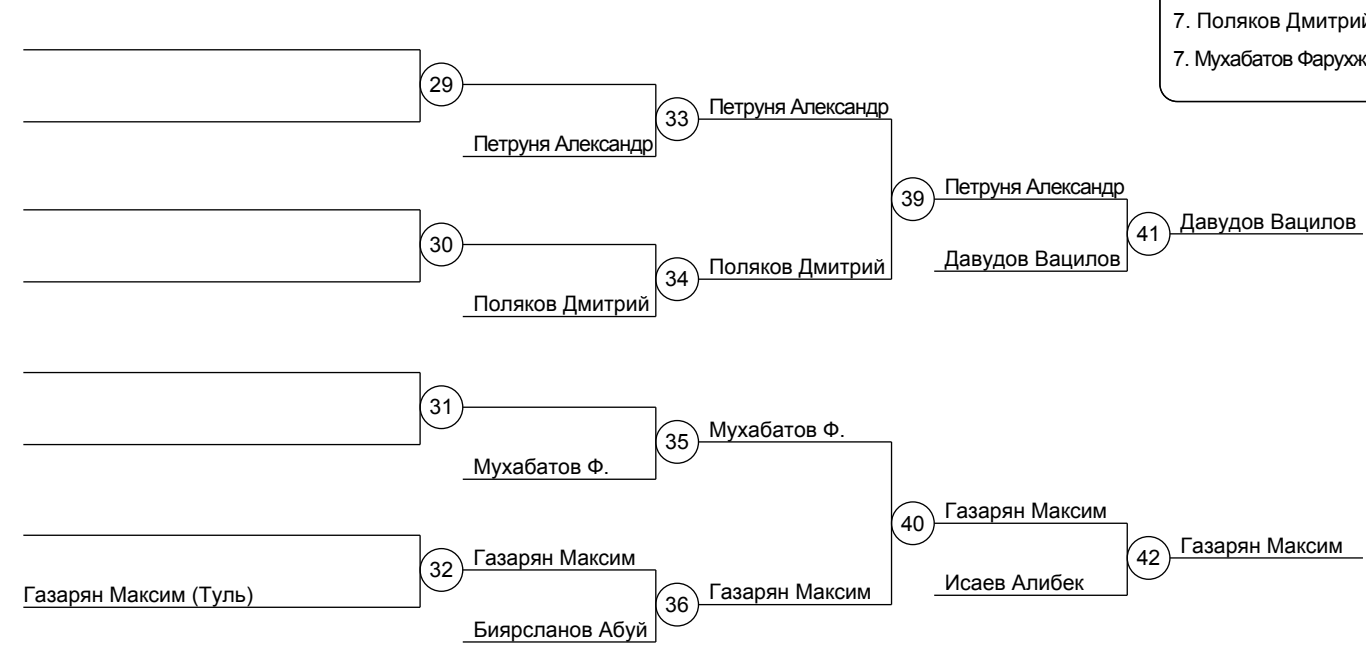 7. Поляков Дмитрий
7. Мухабатов Фарухж
29
Петруня Александр
33
Петруня Александр
30
Поляков Дмитрий
34
Поляков Дмитрий
39
Петруня Александр
Давудов Вацилов
41
Давудов Вацилов
31
Мухабатов Ф.
35
Мухабатов Ф.
Газарян Максим (Туль)
32
Газарян Максим
Биярсланов Абуй
36
Газарян Максим
40
Газарян Максим
Исаев Алибек
42
Газарян Максим